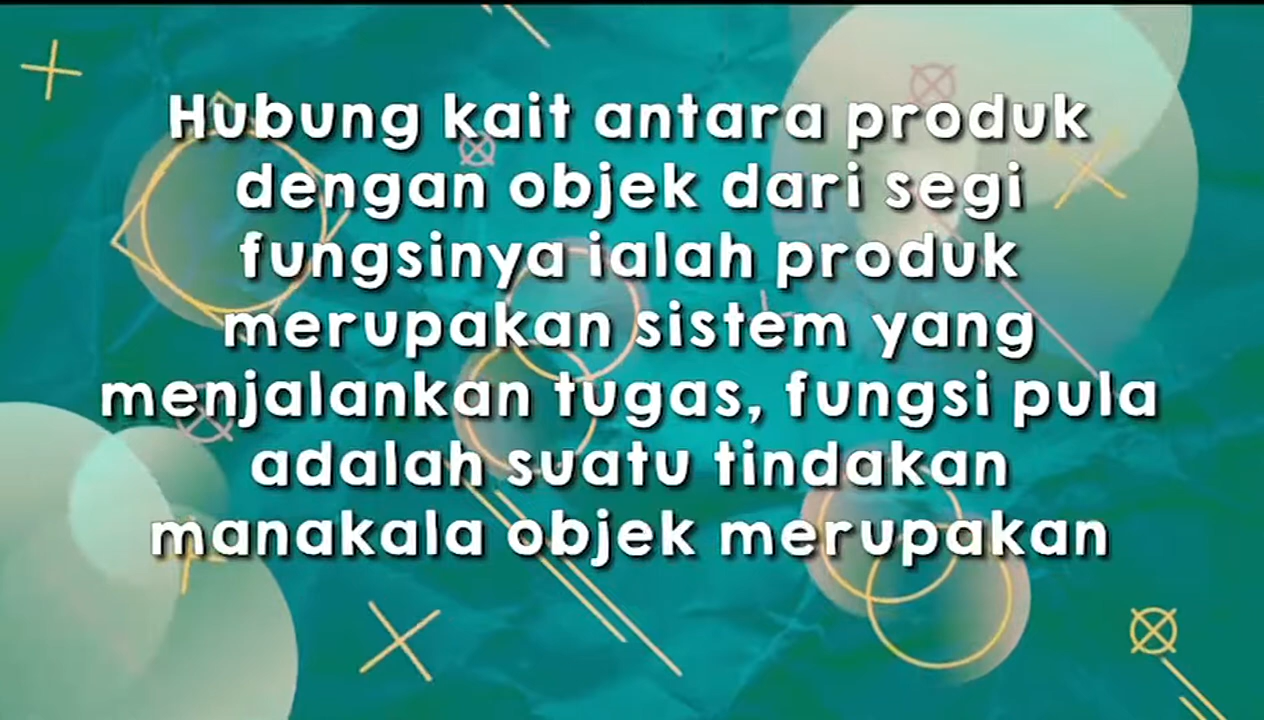 Hubung kait antara produk
dengan objek dari segi
fungsinya ialah produk
merupakan sistem yang
menjalankan tugas, fungsi pula
adalah suatu tindakan
manakala objek merupakan